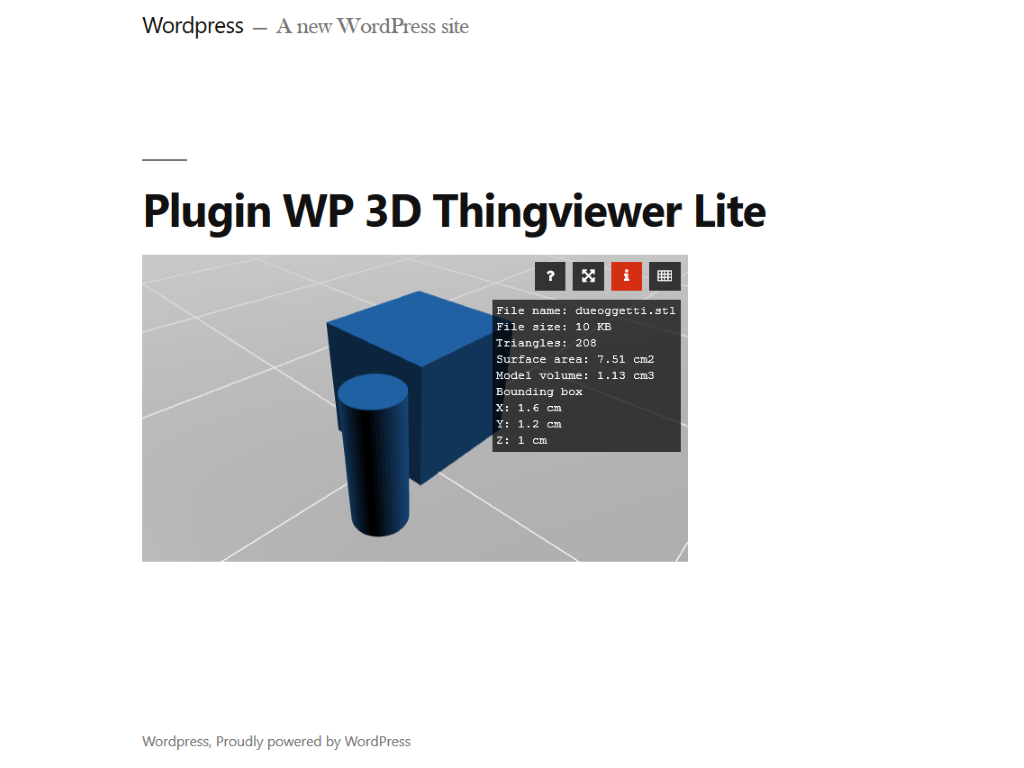 Wordpress — A new WordPress site
Plugin WP 3D Thingviewer Lite
?
i
File name: dueoggetti.stl
File size: 10 KB
Triangles: 208
Surface area: 7.51 cm2
Model volume: 1.13 cm3
Bounding box
X: 1.6 cm
Y: 1.2 cm
Z: 1 cm
Wordpress, Proudly powered by WordPress